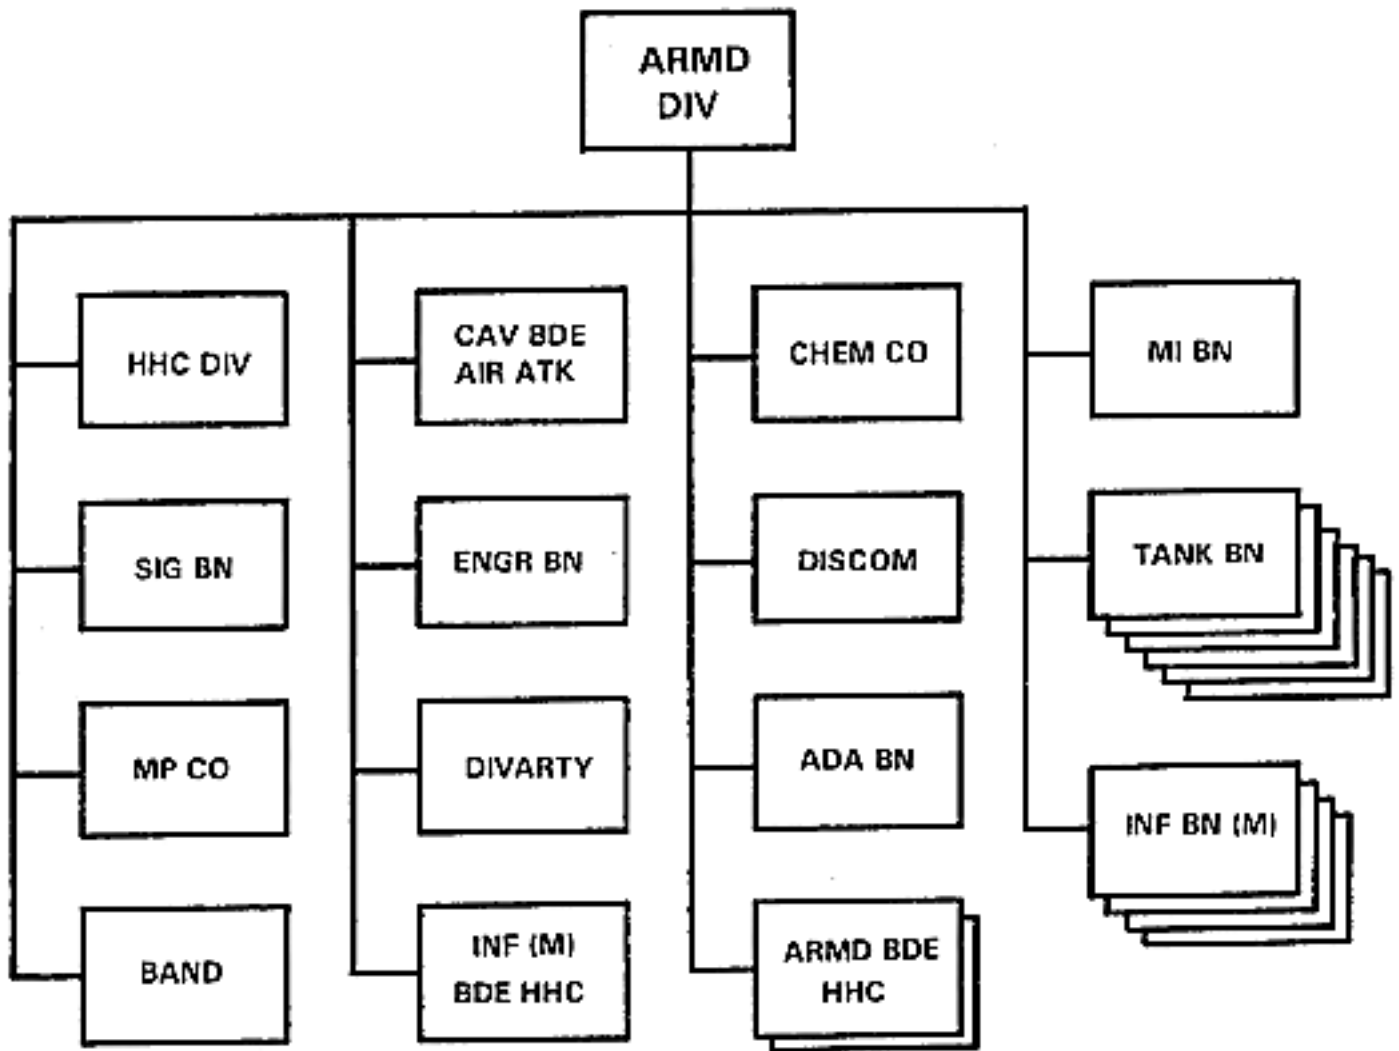 ARMD
DIV
HHC DIV
CAV BDE
AIR ATK
CHEM CO
MI BN
SIG BN
ENGR BN
DISCOM
TANK BN
MP CO
DIVARTY
ADA BN
INF BN (M)
BAND
INF (M)
BDE HHC
ARMD BDE
HHC